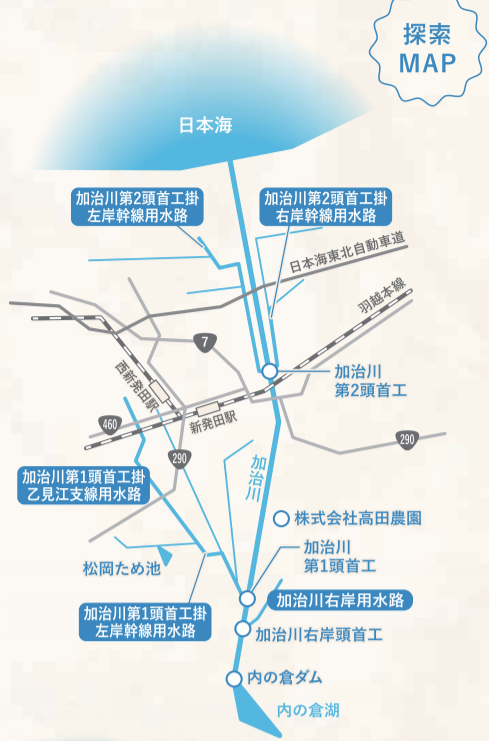 探索
MAP
日本海
加治川第2頭首工掛
左岸幹線用水路
加治川第2頭首工掛
右岸幹線用水路
日本海東北自動車道
羽越本線
7
西新発田駅
加治川
第2頭首工
新発田駅
460
290
290
加治川第1頭首工掛
乙見江支線用水路
加治川
株式会社高田農園
加治川
第1頭首工
松岡ため池
加治川右岸用水路
加治川第1頭首工掛
左岸幹線用水路
加治川右岸頭首工
内の倉ダム
内の倉湖